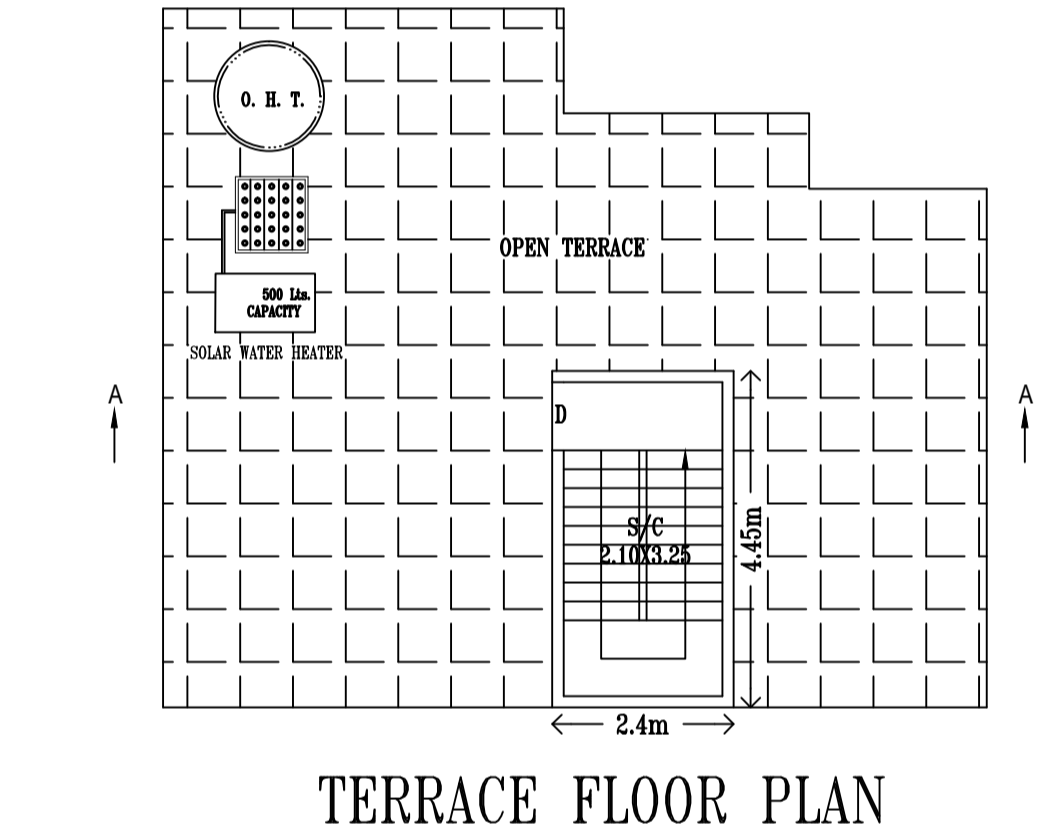 O. H. T.
OPEN TERRACE
500 Lts.
CAPACITY
SOLAR WATER HEATER
A
A
D
S/C
2.10X3.25
4.45m
2.4m
TERRACE FLOOR PLAN